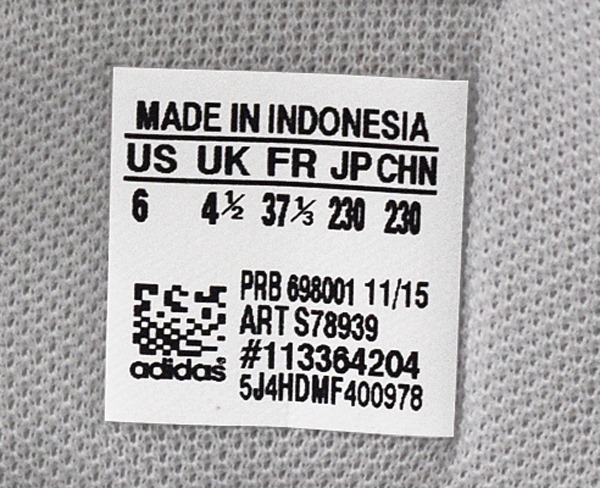 MADE IN INDONESIA
US UK FR JP CHN
6 4½ 37⅓ 230 230
PRB 698001 11/15
ART S78939
#113364204
adidas®
5J4HDMF400978